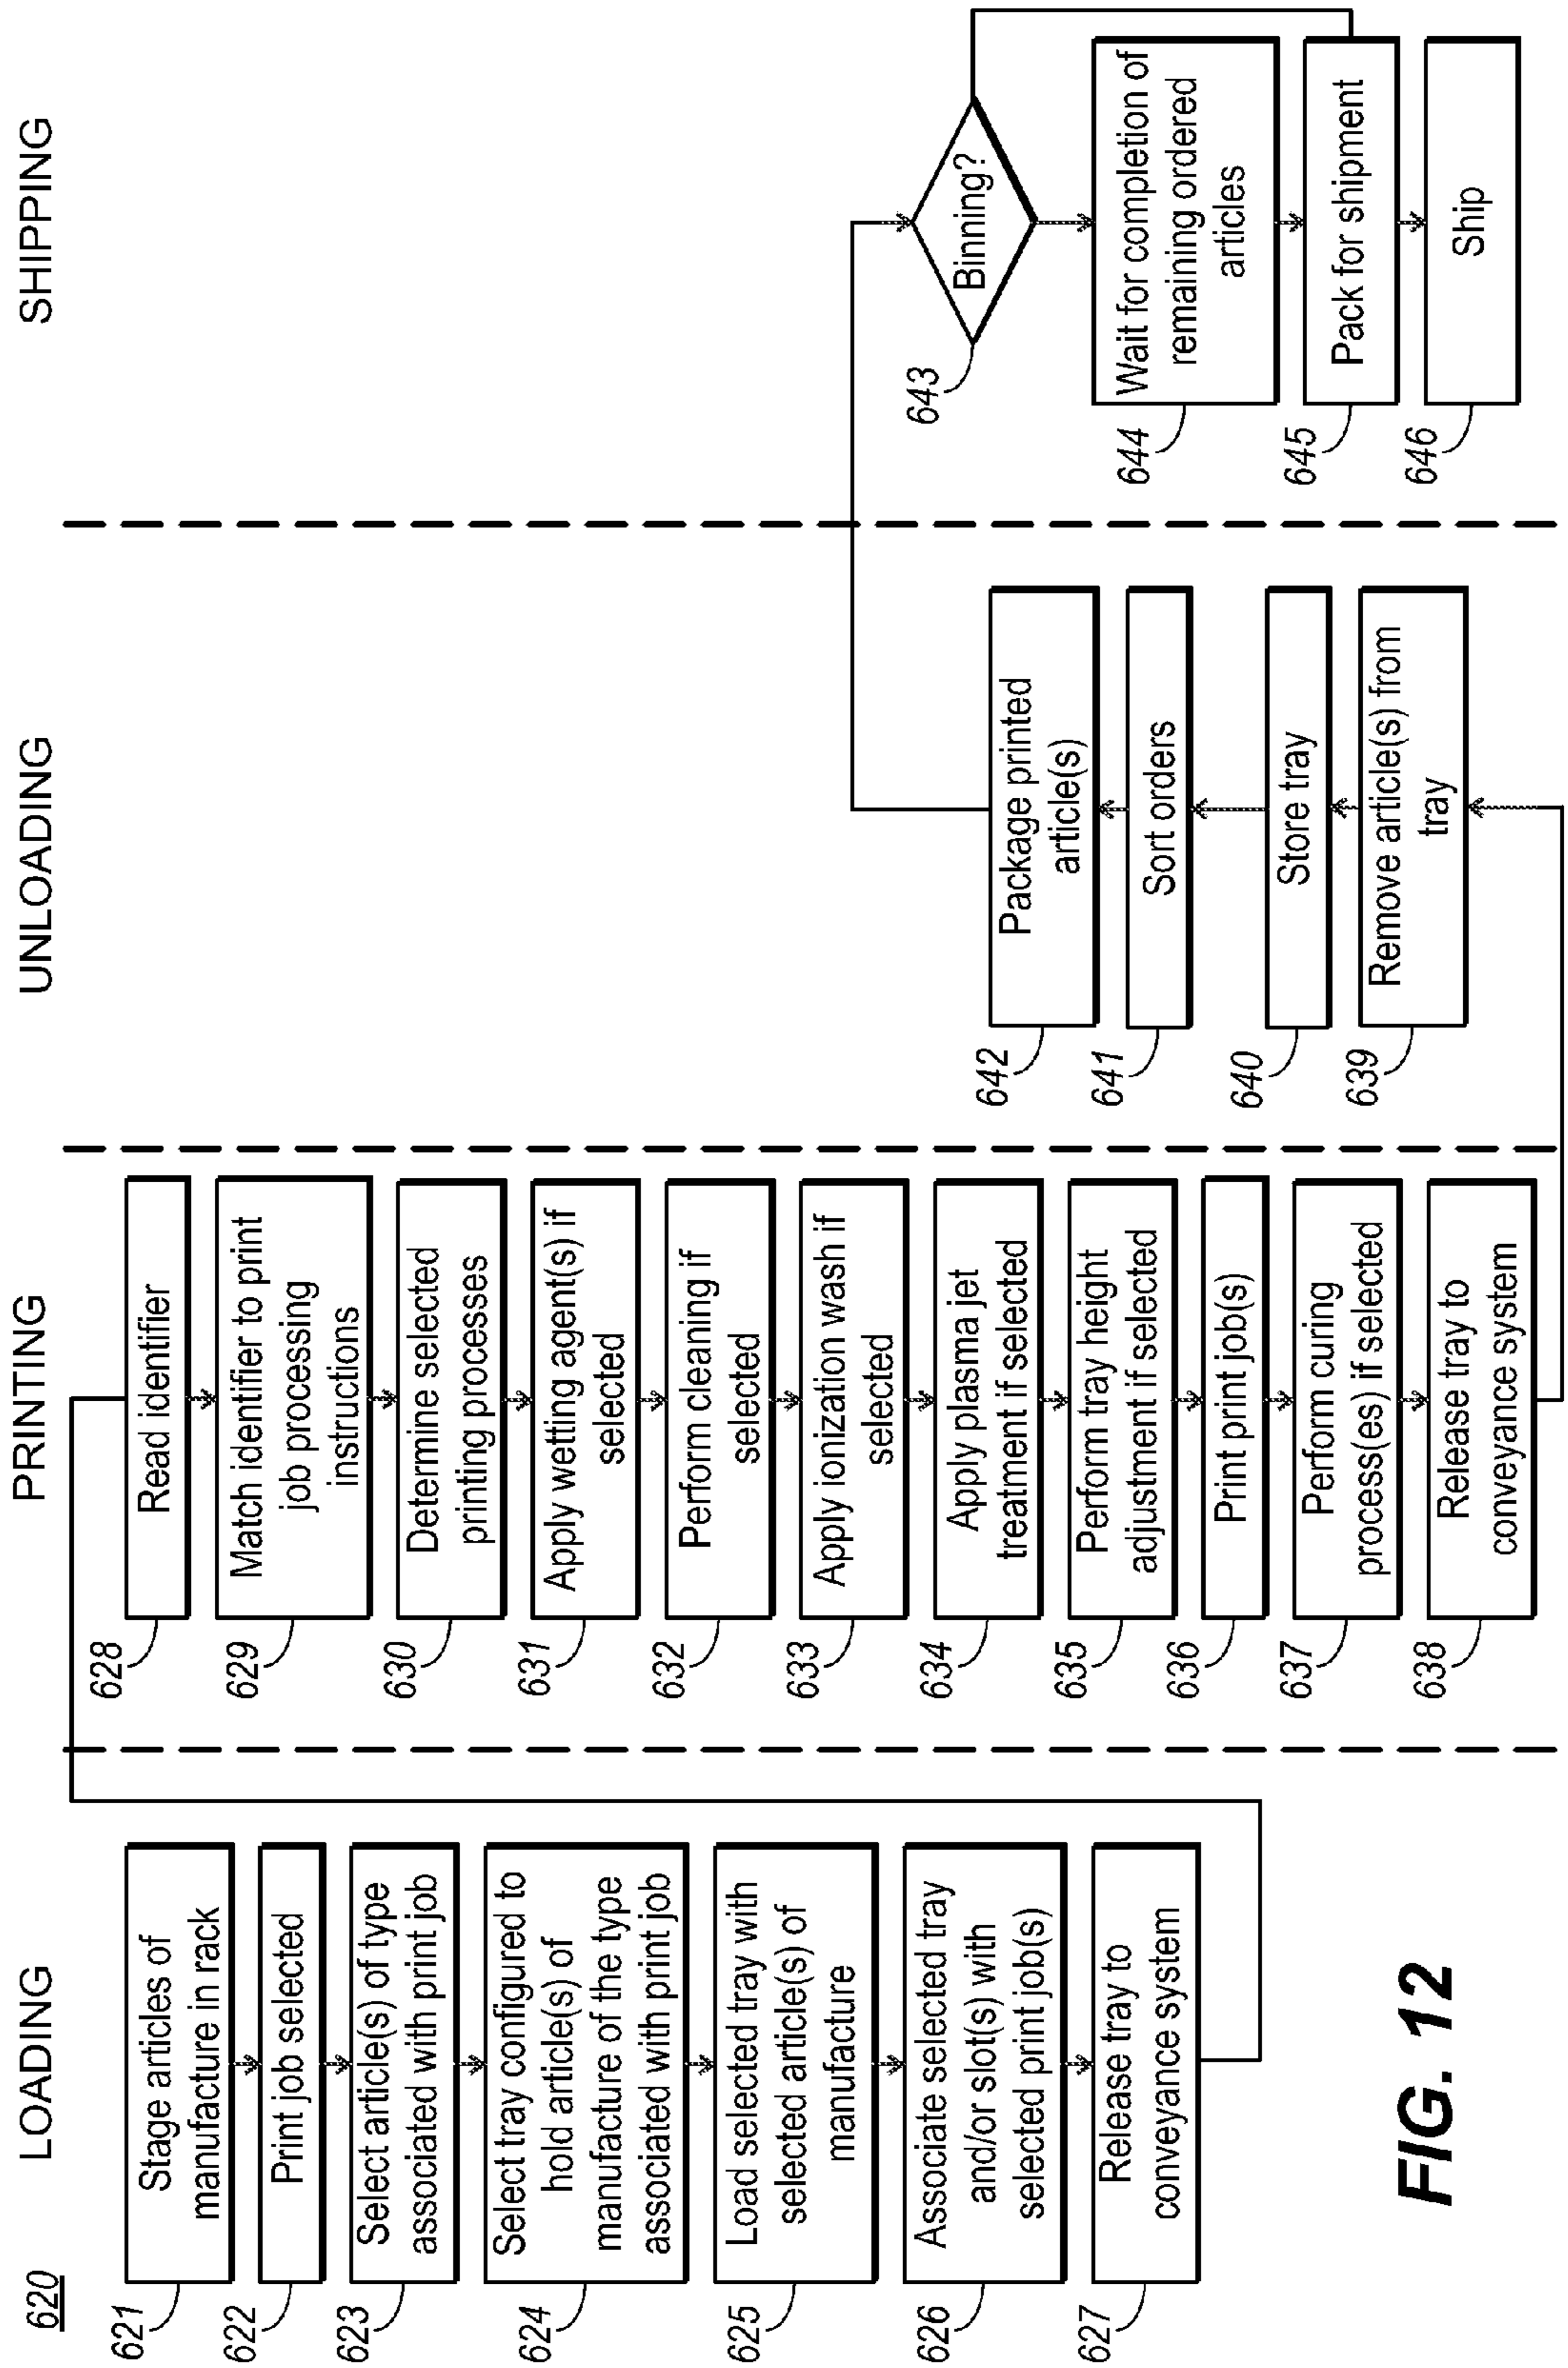 620
LOADING
621
Stage articles of
manufacture in rack
622
Print job selected
623
Select article(s) of type
associated with print job
624
Select tray configured to
hold article(s) of
manufacture of the type
associated with print job
625
Load selected tray with
selected article(s) of
manufacture
626
Associate selected tray
and/or slot(s) with
selected print job(s)
627
Release tray to
conveyance system
PRINTING
628
Read identifier
629
Match identifier to print
job processing
instructions
630
Determine selected
printing processes
631
Apply wetting agent(s) if
selected
632
Perform cleaning if
selected
633
Apply ionization wash if
selected
634
Apply plasma jet
treatment if selected
635
Perform tray height
adjustment if selected
636
Print print job(s)
637
Perform curing
process(es) if selected
638
Release tray to
conveyance system
UNLOADING
642
Package printed
article(s)
641
Sort orders
640
Store tray
639
Remove article(s) from
tray
SHIPPING
643
Binning?
644
Wait for completion of
remaining ordered
articles
645
Pack for shipment
646
Ship
FIG. 12